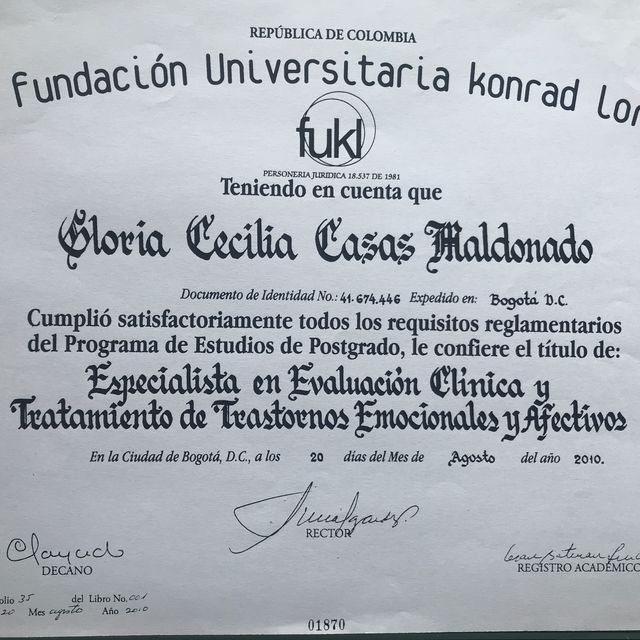 REPÚBLICA DE COLOMBIA
Fundación Universitaria Konrad Lor
fukl
PERSONERIA JURIDICA 18.537 DE 1981
Teniendo en cuenta que
Gloria Cecilia Casas Maldonado
Documento de Identidad No.: 41.674.446 Expedido en: Bogotá D.C.
Cumplió satisfactoriamente todos los requisitos reglamentarios
del Programa de Estudios de Postgrado, le confiere el título de:
Especialista en Evaluación Clínica y
Tratamiento de Trastornos Emocionales y Afectivos
En la Ciudad de Bogotá, D.C., a los 20 días del Mes de Agosto del año 2010.
RECTOR
DECANO
REGISTRO ACADÉMICO
olio 35 del Libro No. 001
20 Mes agosto Año 2010
01870